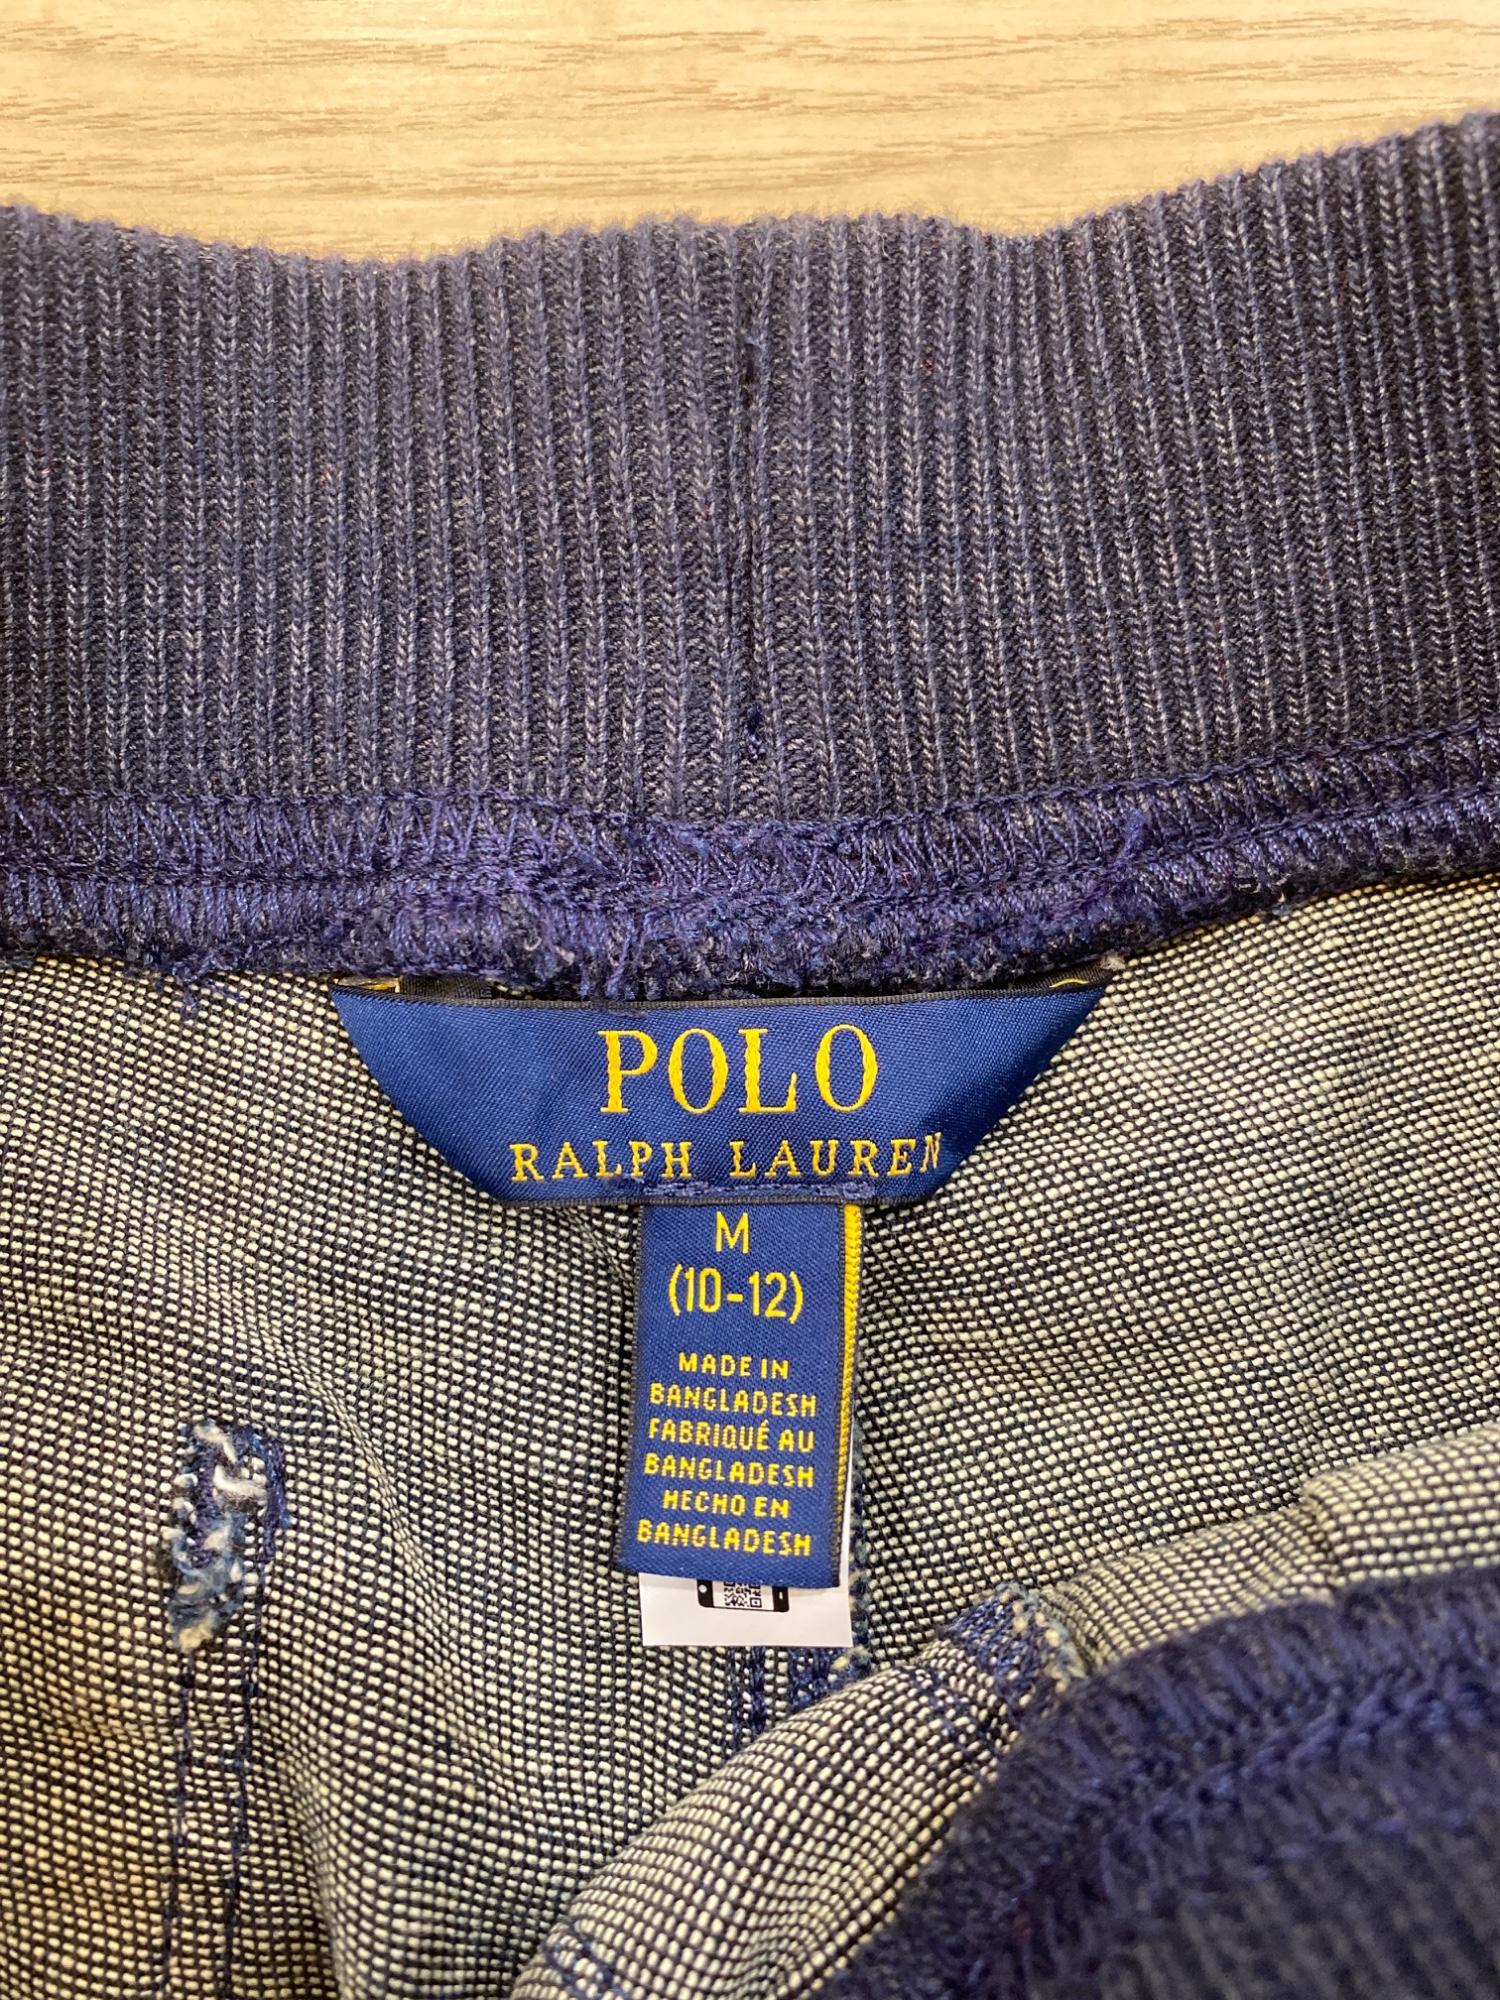 POLO
RALPH LAUREN
M
(10-12)
MADE IN
BANGLADESH
FABRIQUÉ AU
BANGLADESH
HECHO EN
BANGLADESH